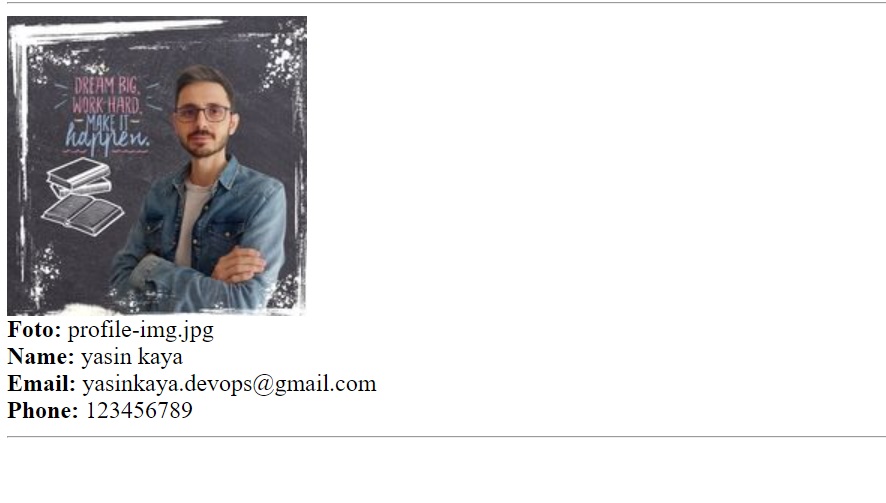 DREAM BIG,
WORK HARD,
MAKE IT
happen.
Foto: profile-img.jpg
Name: yasin kaya
Email: yasinkaya.devops@gmail.com
Phone: 123456789